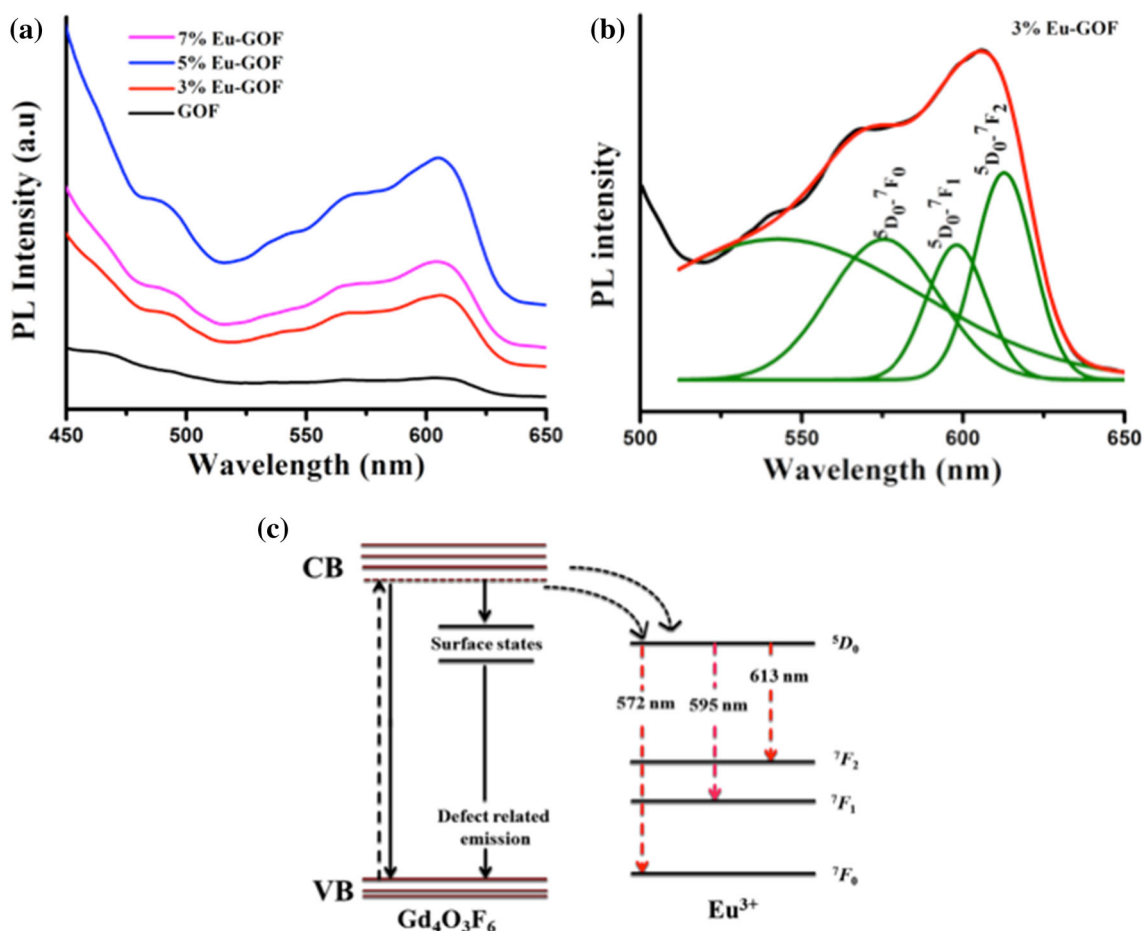 (a)
7% Eu-GOF
5% Eu-GOF
3% Eu-GOF
GOF
PL Intensity (a.u)
450 500 550 600 650
Wavelength (nm)
(b)
3% Eu-GOF
⁵D₀-⁷F₀
⁵D₀-⁷F₁
⁵D₀-⁷F₂
PL intensity
500 550 600 650
Wavelength (nm)
(c)
CB
Surface states
Defect related
emission
VB
Gd₄O₃F₆
⁵D₀
572 nm
595 nm
613 nm
⁷F₂
⁷F₁
⁷F₀
Eu³⁺